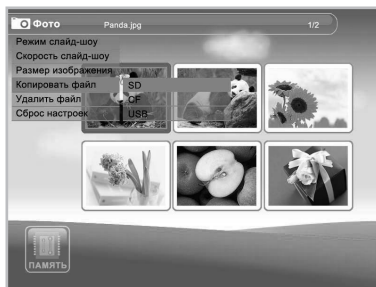 Фото Panda.jpg 1/2
Режим слайд-шоу
Скорость слайд-шоу
Размер изображения
Копировать файл SD
Удалить файл CF
Сброс настроек USB
ПАМЯТЬ